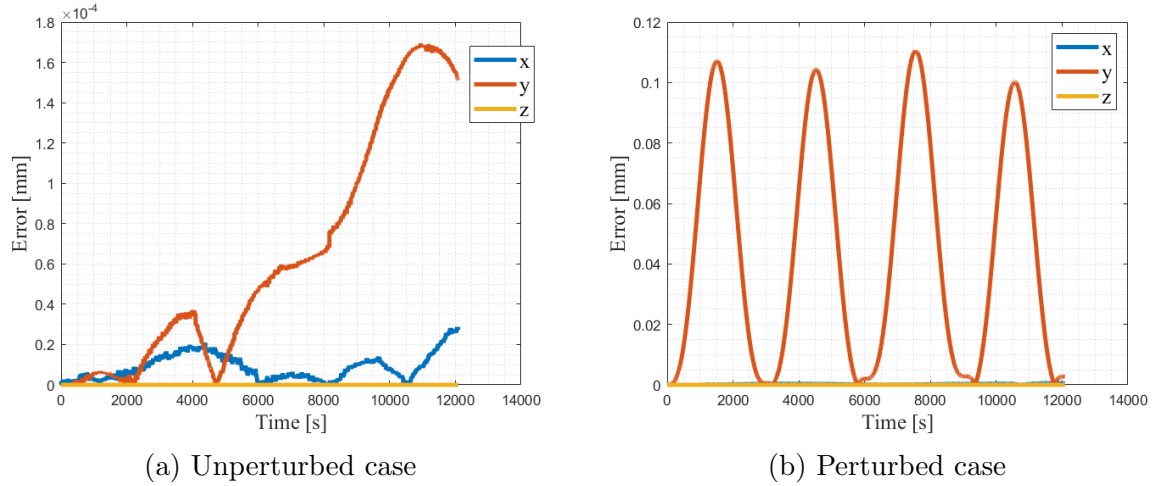 ×10⁻⁴
1.8
1.6
1.4
1.2
1
0.8
0.6
0.4
0.2
0
Error [mm]
x
y
z
0 2000 4000 6000 8000 10000 12000 14000
Time [s]
(a) Unperturbed case
0.12
0.1
0.08
0.06
0.04
0.02
0
Error [mm]
x
y
z
0 2000 4000 6000 8000 10000 12000 14000
Time [s]
(b) Perturbed case